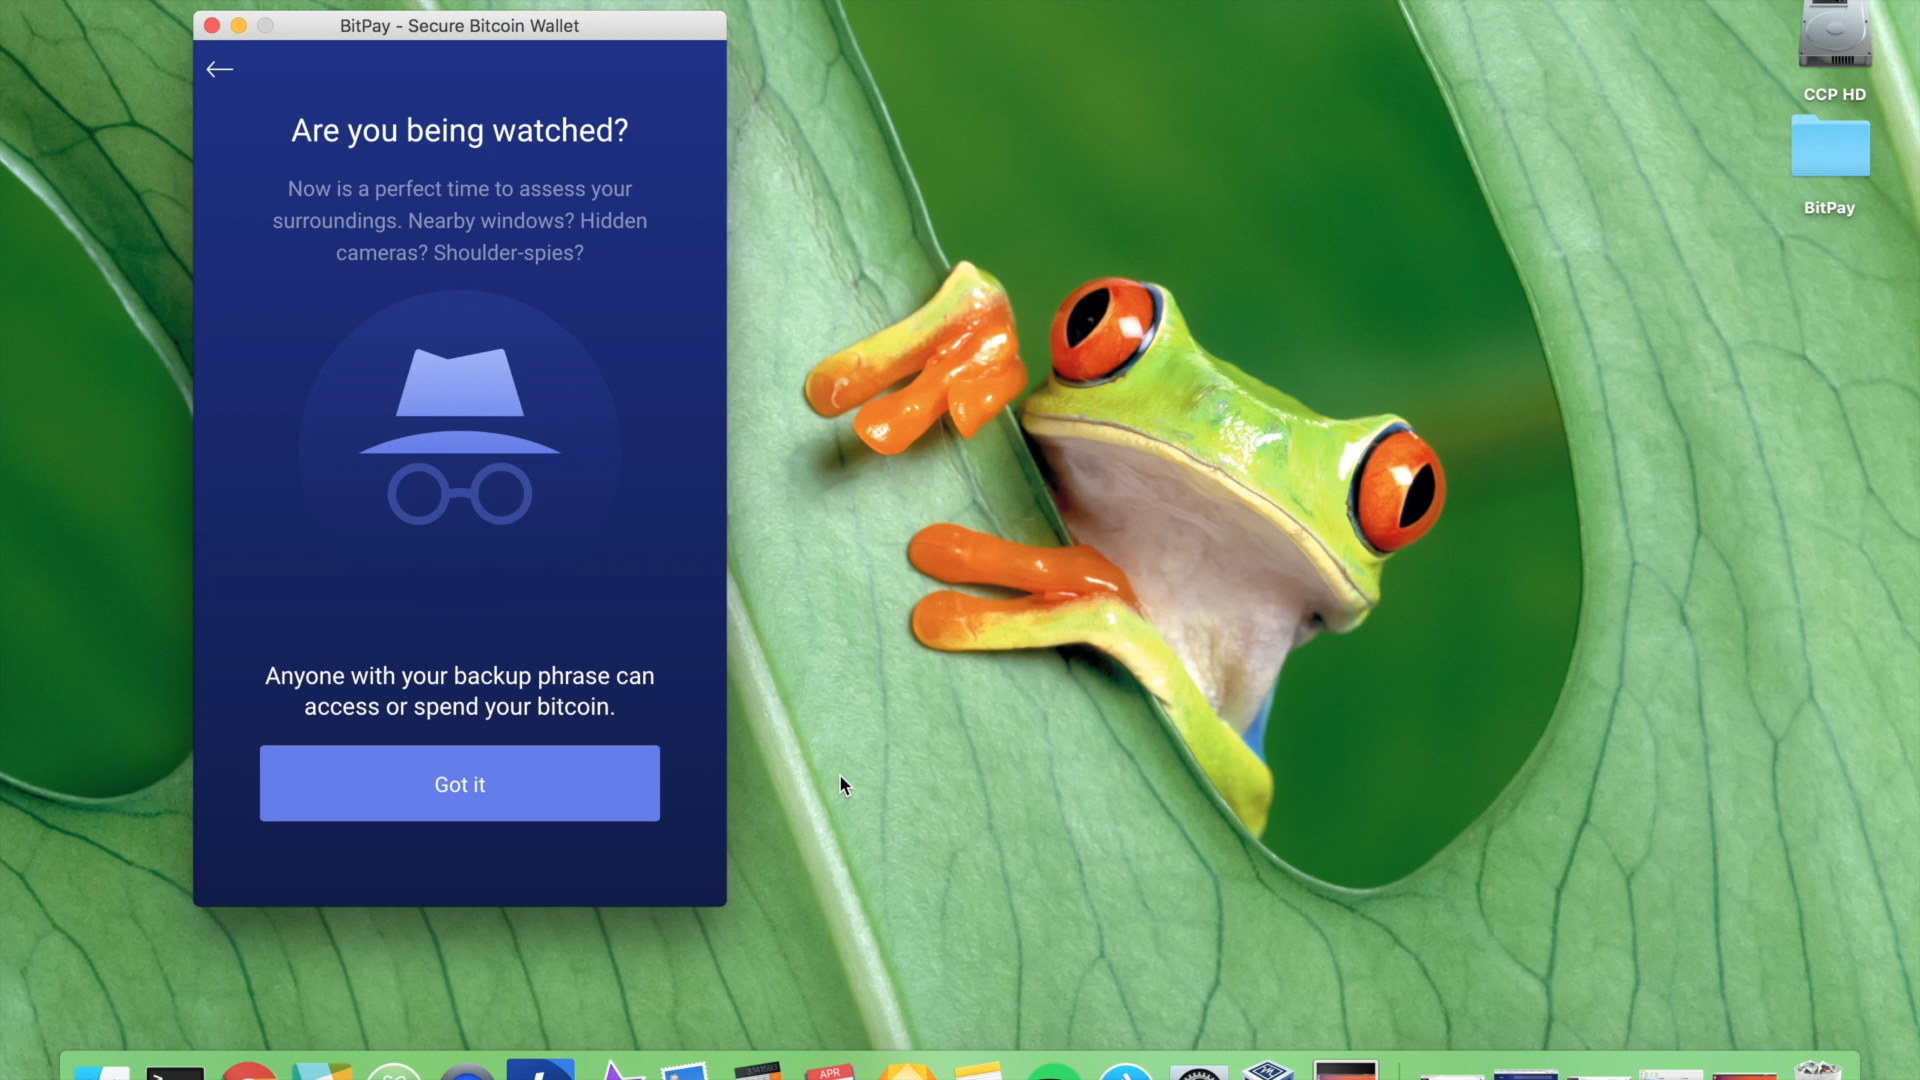 BitPay - Secure Bitcoin Wallet
Are you being watched?
Now is a perfect time to assess your
surroundings. Nearby windows? Hidden
cameras? Shoulder-spies?
Anyone with your backup phrase can
access or spend your bitcoin.
Got it
CCP HD
BitPay
APR